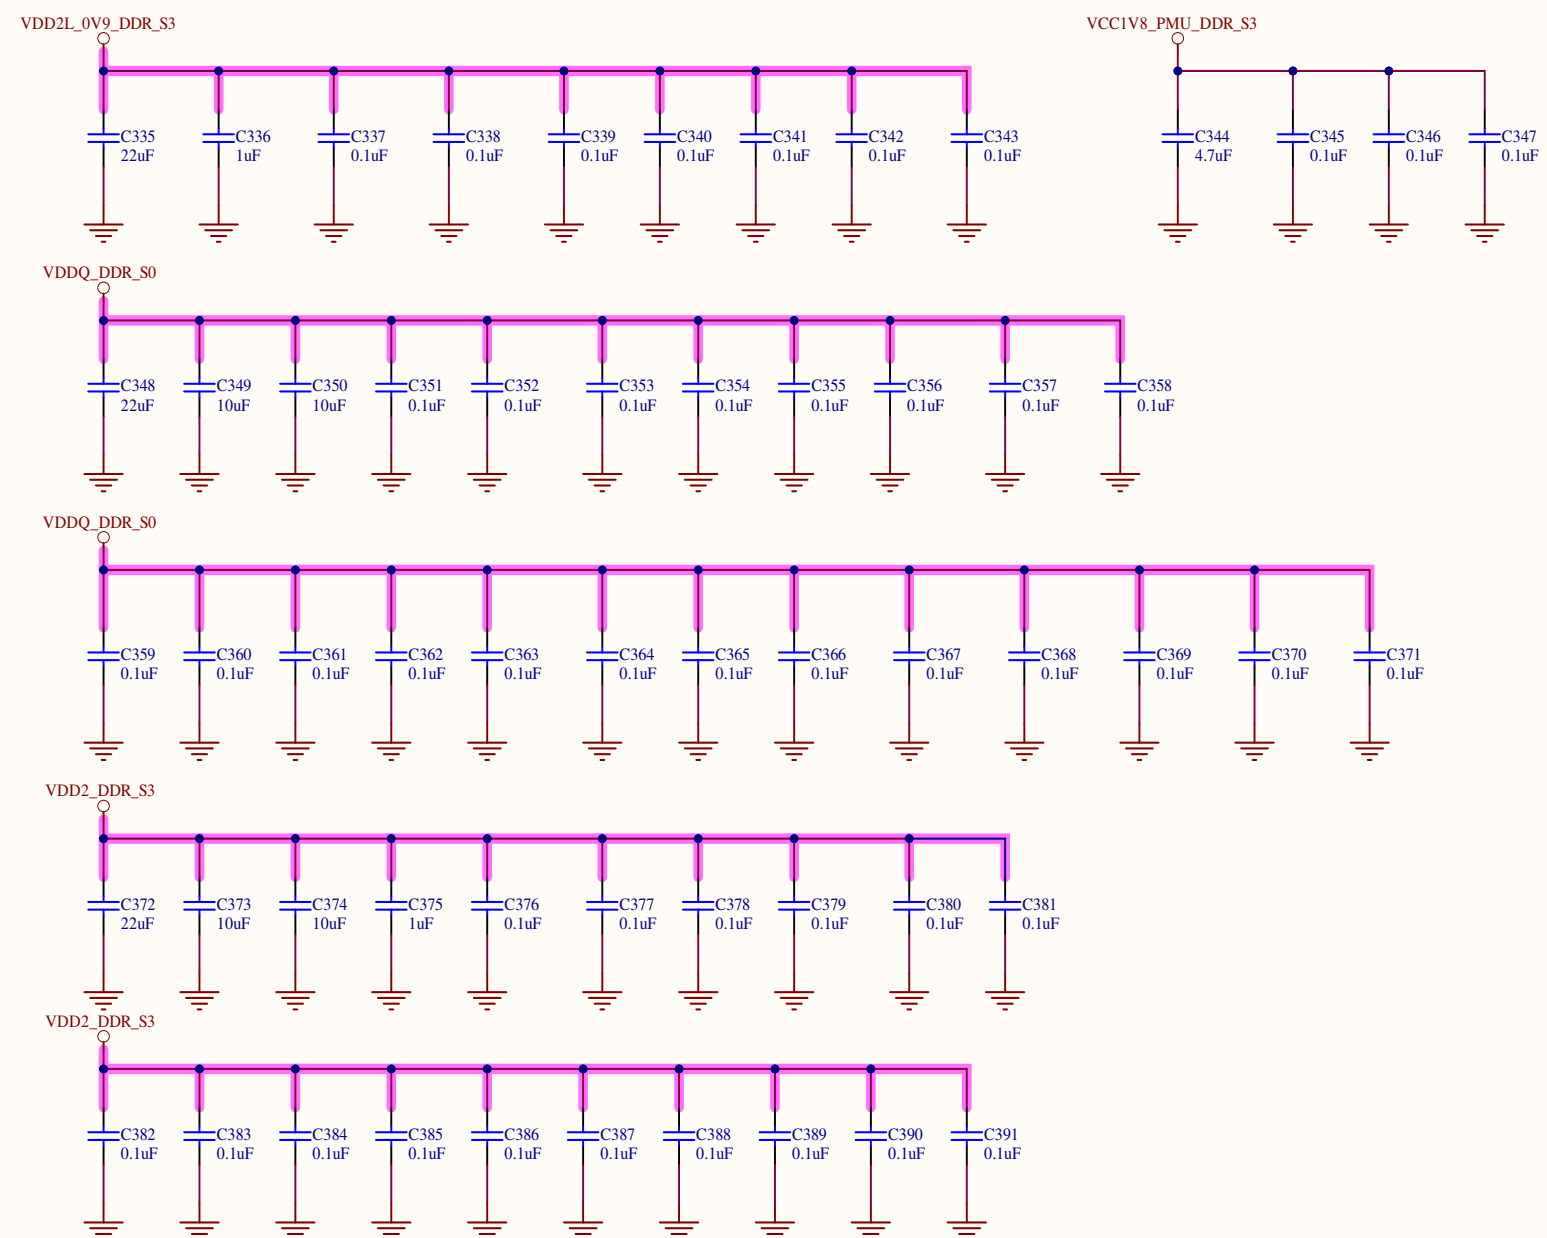 VDD2L_0V9_DDR_S3
VCC1V8_PMU_DDR_S3
C335 C336 C337 C338 C339 C340 C341 C342 C343 C344 C345 C346 C347
22uF 1uF 0.1uF 0.1uF 0.1uF 0.1uF 0.1uF 0.1uF 0.1uF 4.7uF 0.1uF 0.1uF 0.1uF
VDDQ_DDR_S0
C348 C349 C350 C351 C352 C353 C354 C355 C356 C357 C358
22uF 10uF 10uF 0.1uF 0.1uF 0.1uF 0.1uF 0.1uF 0.1uF 0.1uF 0.1uF
VDDQ_DDR_S0
C359 C360 C361 C362 C363 C364 C365 C366 C367 C368 C369 C370 C371
0.1uF 0.1uF 0.1uF 0.1uF 0.1uF 0.1uF 0.1uF 0.1uF 0.1uF 0.1uF 0.1uF 0.1uF 0.1uF
VDD2_DDR_S3
C372 C373 C374 C375 C376 C377 C378 C379 C380 C381
22uF 10uF 10uF 1uF 0.1uF 0.1uF 0.1uF 0.1uF 0.1uF 0.1uF
VDD2_DDR_S3
C382 C383 C384 C385 C386 C387 C388 C389 C390 C391
0.1uF 0.1uF 0.1uF 0.1uF 0.1uF 0.1uF 0.1uF 0.1uF 0.1uF 0.1uF